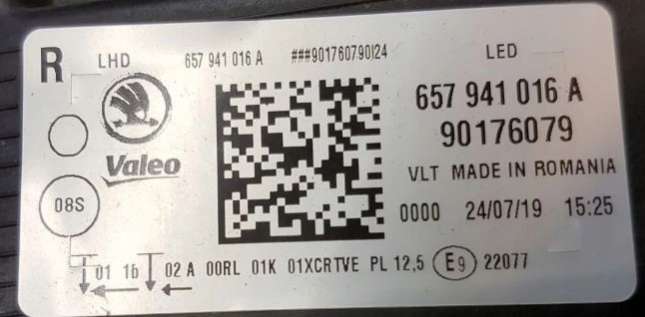 R LHD 657 941 016 A ###901760790I24 LED
657 941 016 A
90176079
Valeo
VLT MADE IN ROMANIA
08S
0000 24/07/19 15:25
01 1b 02 A 00RL 01K 01XCRTVE PL 12,5 E9 22077